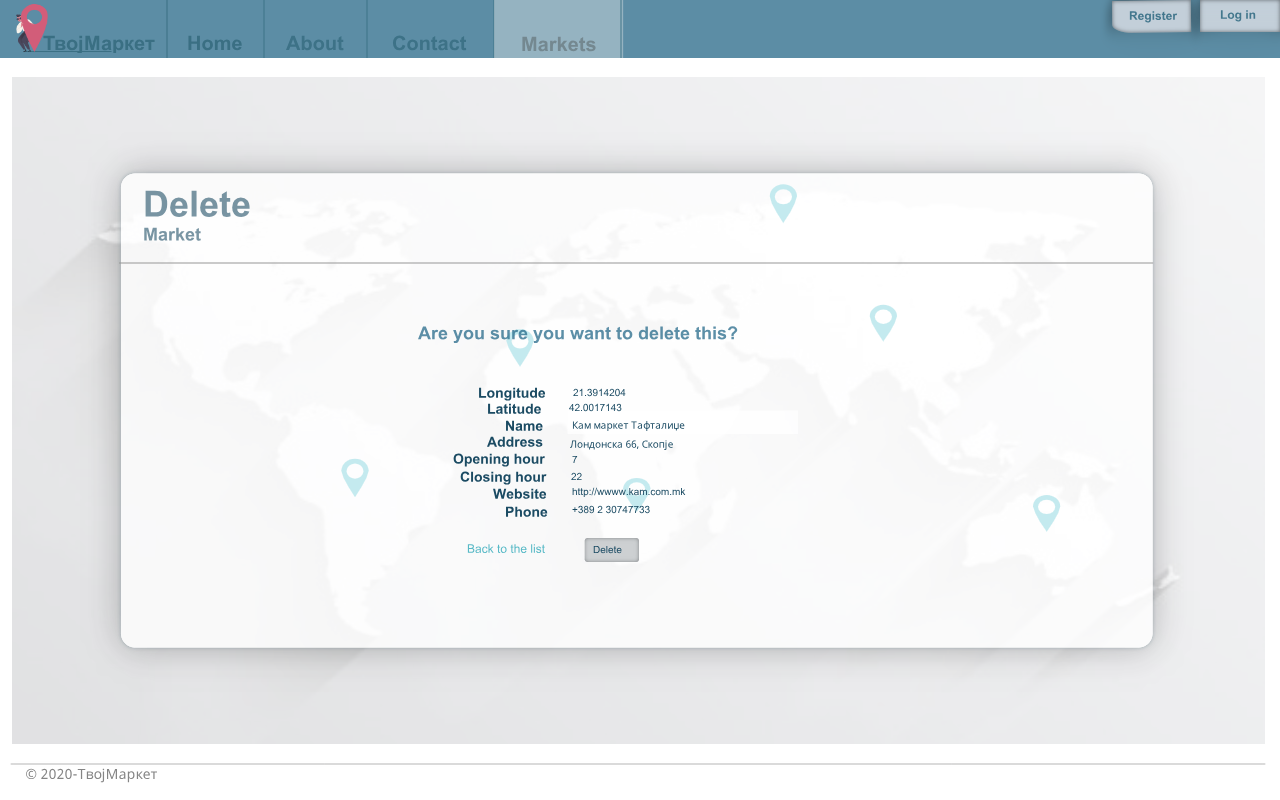 ТвојМаркет Home About Contact Markets Register Log in
Delete
Market
Are you sure you want to delete this?
Longitude 21.3914204
Latitude 42.0017143
Name Кам маркет Тафталиџе
Address Лондонска 66, Скопје
Opening hour 7
Closing hour 22
Website http://wwww.kam.com.mk
Phone +389 2 30747733
Back to the list Delete
© 2020-ТвојМаркет